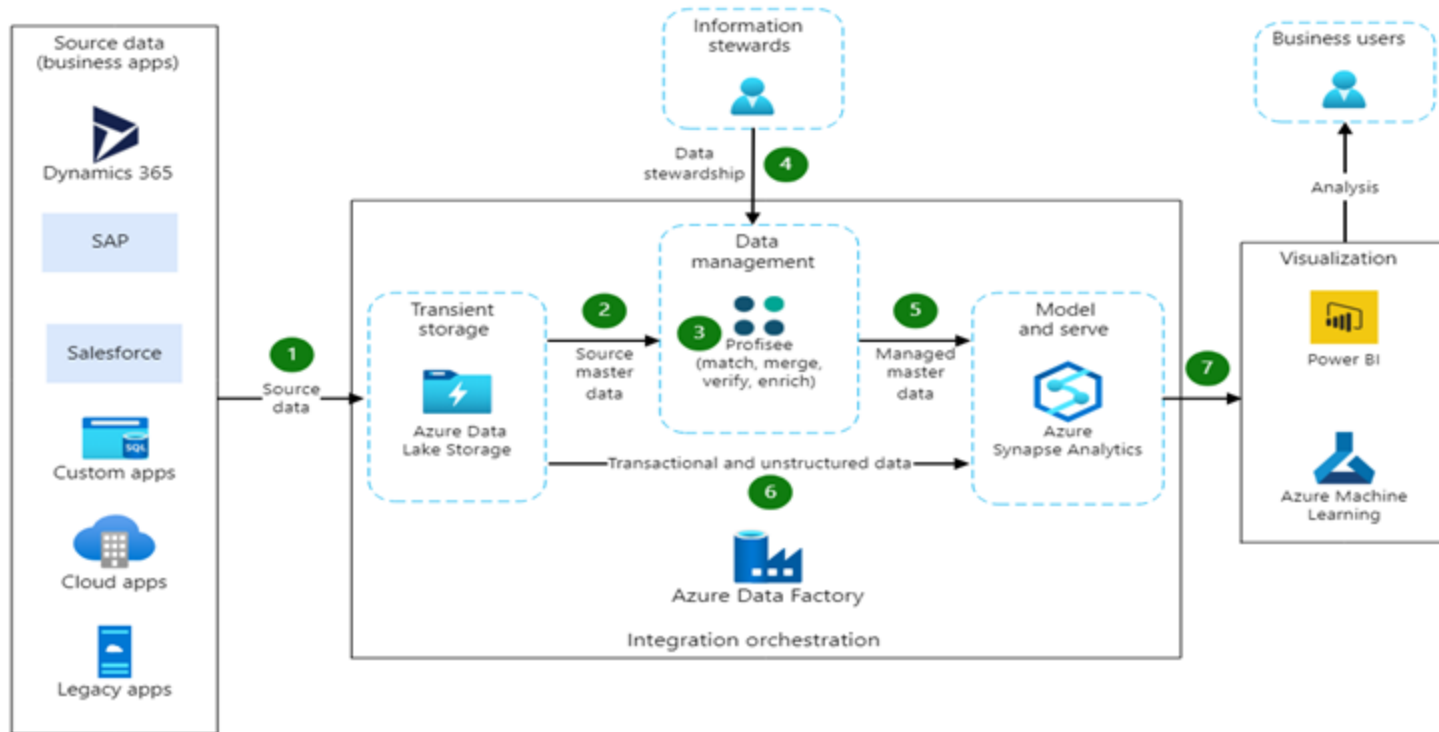 Source data
(business apps)
Dynamics 365
SAP
Salesforce
SQL
Custom apps
Cloud apps
Legacy apps
1
Source
data
Information
stewards
Data
stewardship
4
Transient
storage
Azure Data
Lake Storage
2
Source
master
data
Data
management
3
Profisee
(match, merge,
verify, enrich)
5
Managed
master
data
Model
and serve
Azure
Synapse Analytics
Transactional and unstructured data
6
Azure Data Factory
Integration orchestration
7
Business users
Analysis
Visualization
Power BI
Azure Machine
Learning